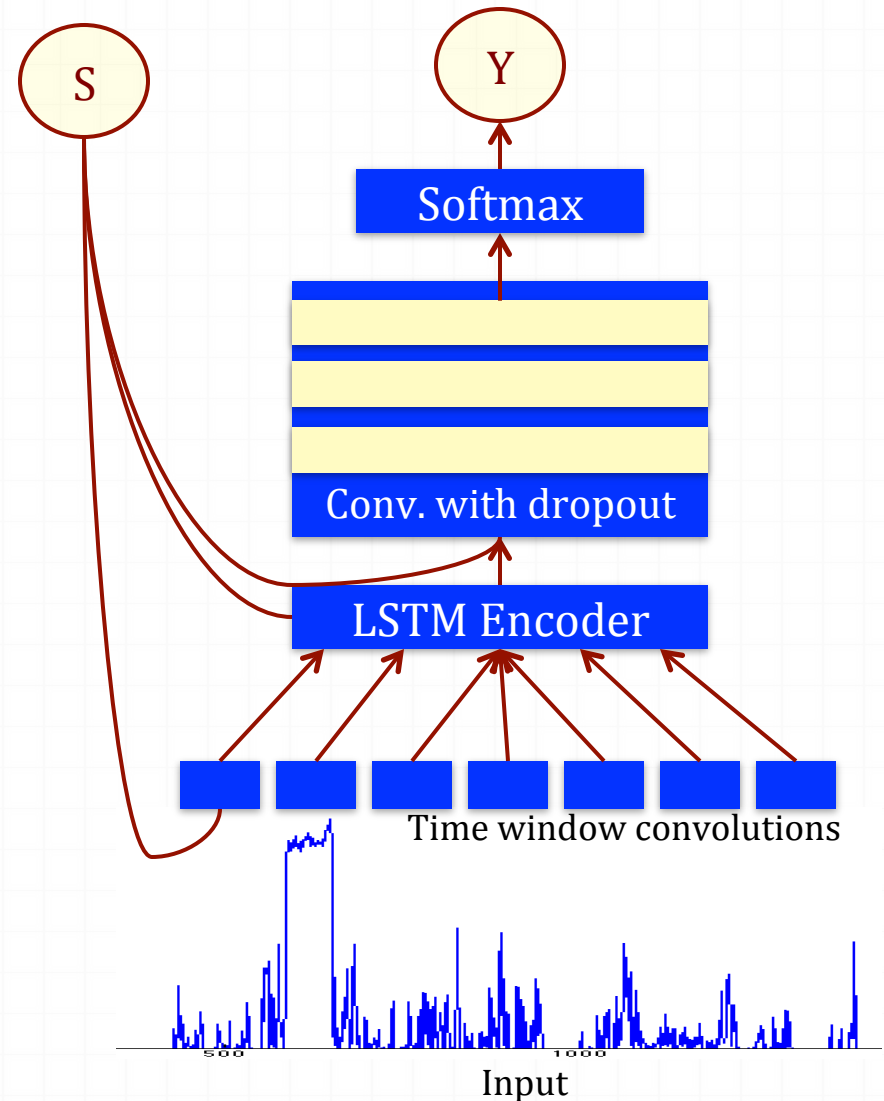 S
Y
Softmax
Conv. with dropout
LSTM Encoder
Time window convolutions
500 1000
Input